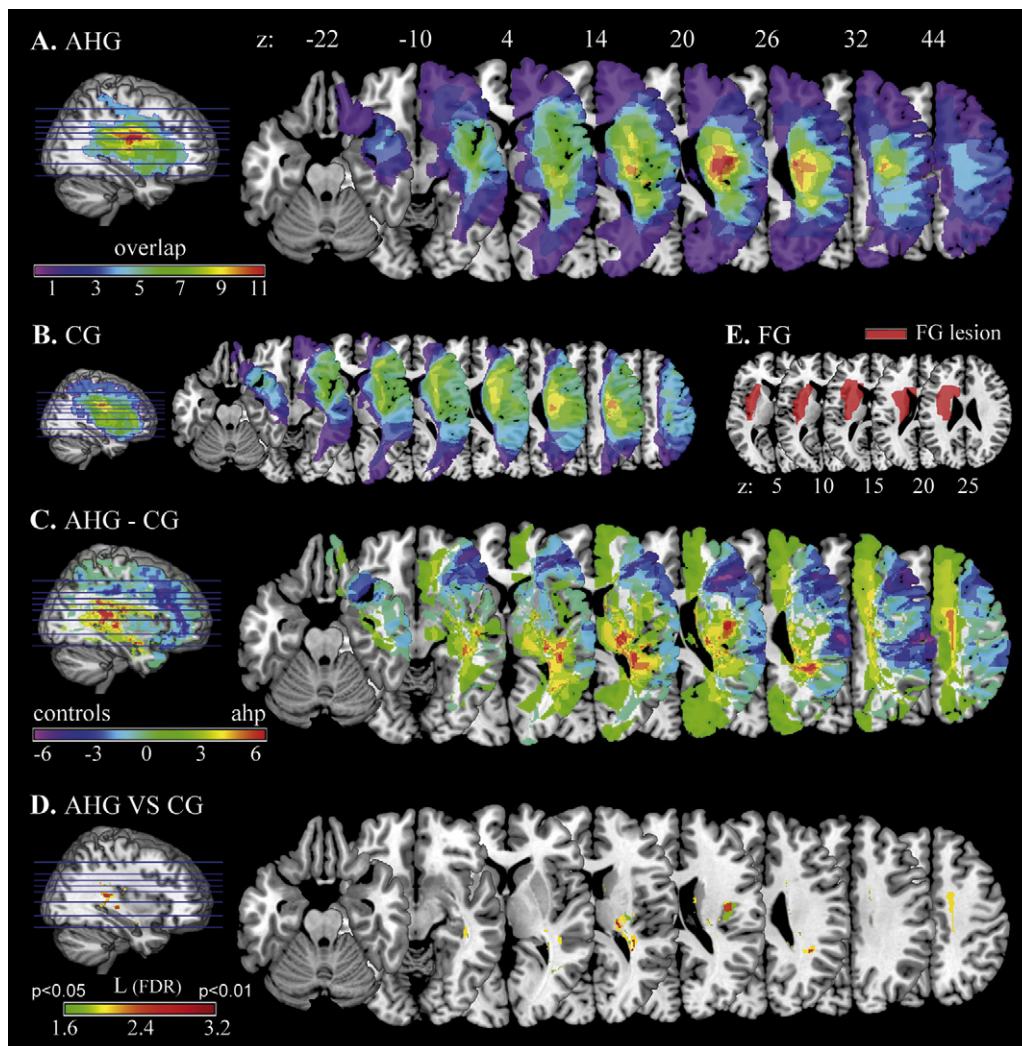 A. AHG
z: -22 -10 4 14 20 26 32 44
overlap
1 3 5 7 9 11
B. CG
E. FG
FG lesion
z: 5 10 15 20 25
C. AHG - CG
controls ahp
-6 -3 0 3 6
D. AHG VS CG
p<0.05 L (FDR) p<0.01
1.6 2.4 3.2